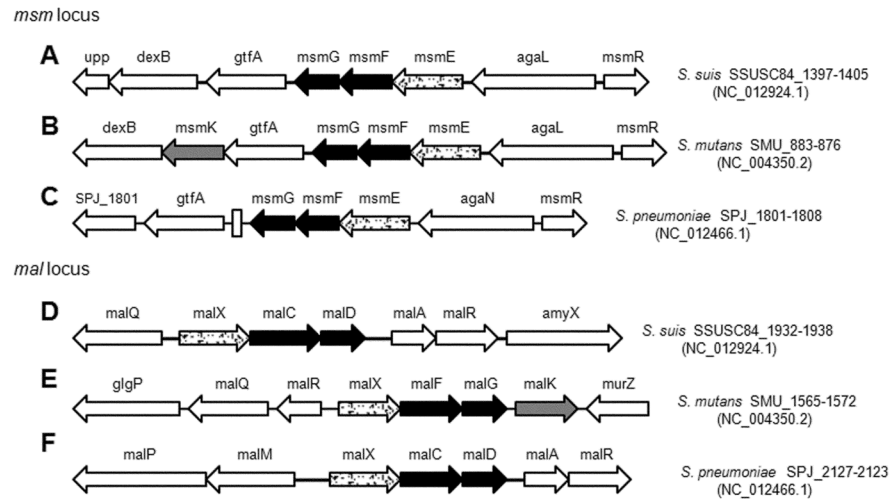 msm locus
A
upp dexB gtfA msmG msmF msmE agaL msmR
S. suis SSUSC84_1397-1405
(NC_012924.1)
B
dexB msmK gtfA msmG msmF msmE agaL msmR
S. mutans SMU_883-876
(NC_004350.2)
C
SPJ_1801 gtfA msmG msmF msmE agaN msmR
S. pneumoniae SPJ_1801-1808
(NC_012466.1)
mal locus
D
malQ malX malC malD malA malR amyX
S. suis SSUSC84_1932-1938
(NC_012924.1)
E
glgP malQ malR malX malF malG malK murZ
S. mutans SMU_1565-1572
(NC_004350.2)
F
malP malM malX malC malD malA malR
S. pneumoniae SPJ_2127-2123
(NC_012466.1)